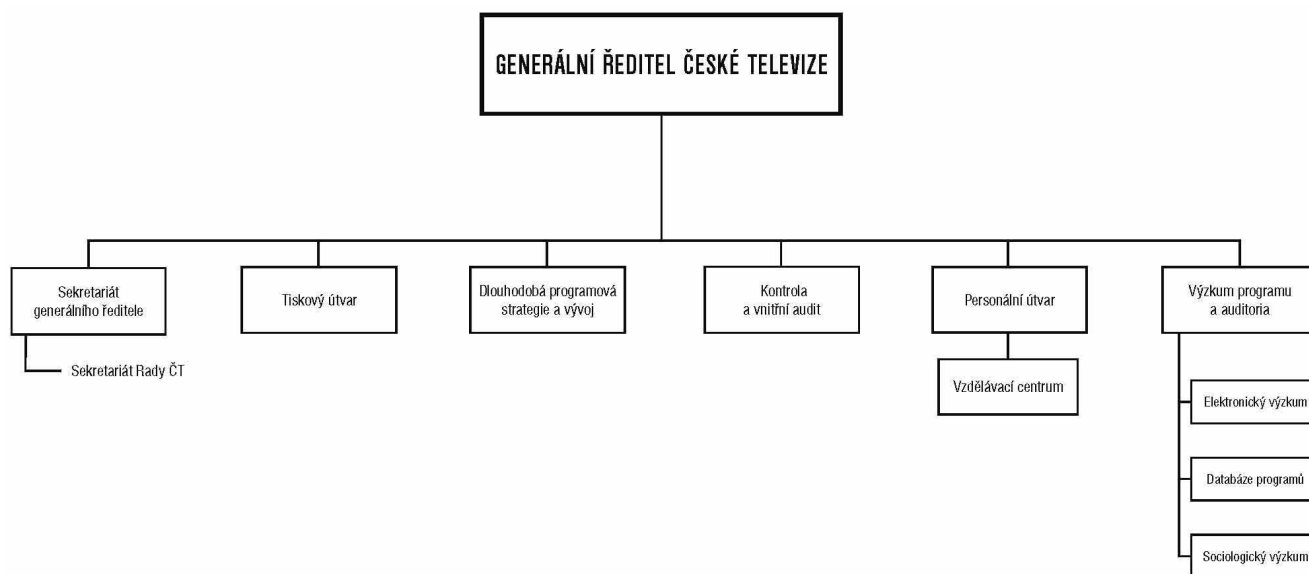 GENERÁLNÍ ŘEDITEL ČESKÉ TELEVIZE
Sekretariát
generálního ředitele
Tiskový útvar
Dlouhodobá programová
strategie a vývoj
Kontrola
a vnitřní audit
Personální útvar
Výzkum programu
a auditoria
Sekretariát Rady ČT
Vzdělávací centrum
Elektronický výzkum
Databáze programů
Sociologický výzkum